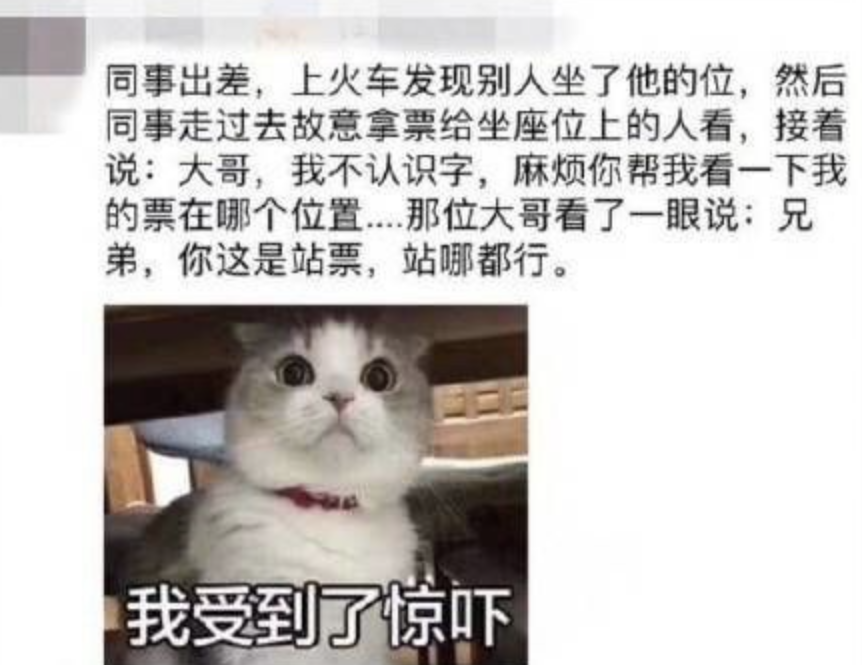 同事出差，上火车发现别人坐了他的位，然后
同事走过去故意拿票给坐座位上的人看，接着
说：大哥，我不认识字，麻烦你帮我看一下我
的票在哪个位置....那位大哥看了一眼说：兄
弟，你这是站票，站哪都行。
我受到了惊吓